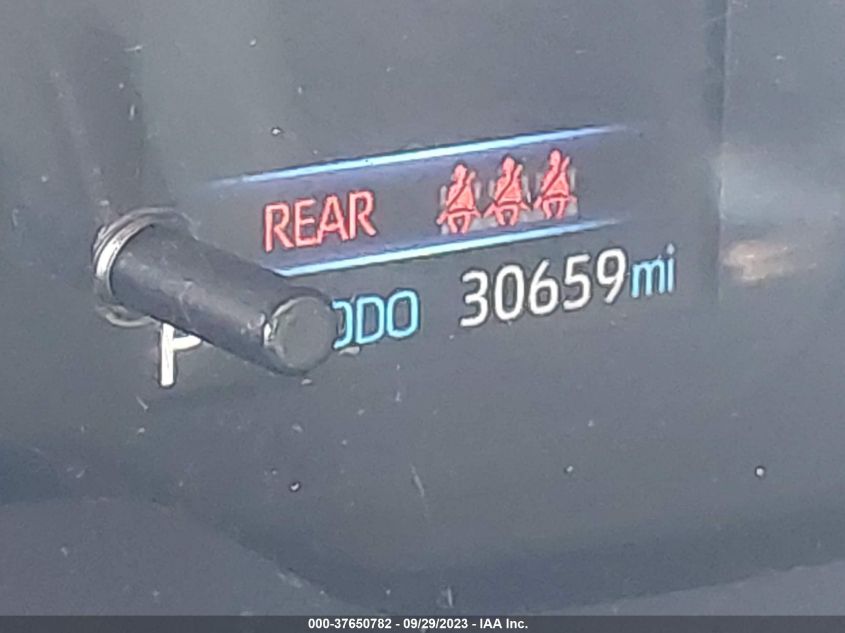 REAR
P ODO 30659mi
000-37650782 - 09/29/2023 - IAA Inc.